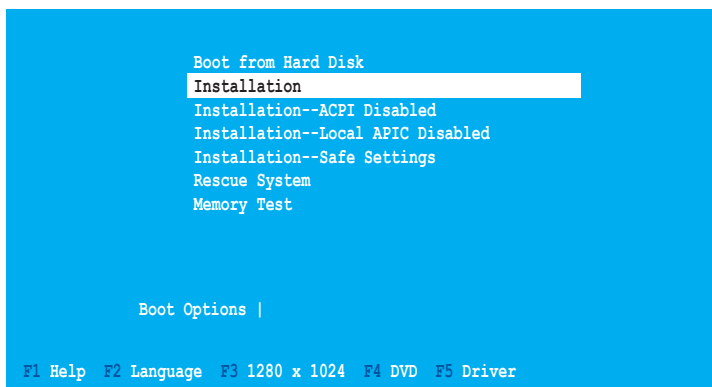 Boot from Hard Disk
Installation
Installation--ACPI Disabled
Installation--Local APIC Disabled
Installation--Safe Settings
Rescue System
Memory Test
Boot Options |
F1 Help F2 Language F3 1280 x 1024 F4 DVD F5 Driver